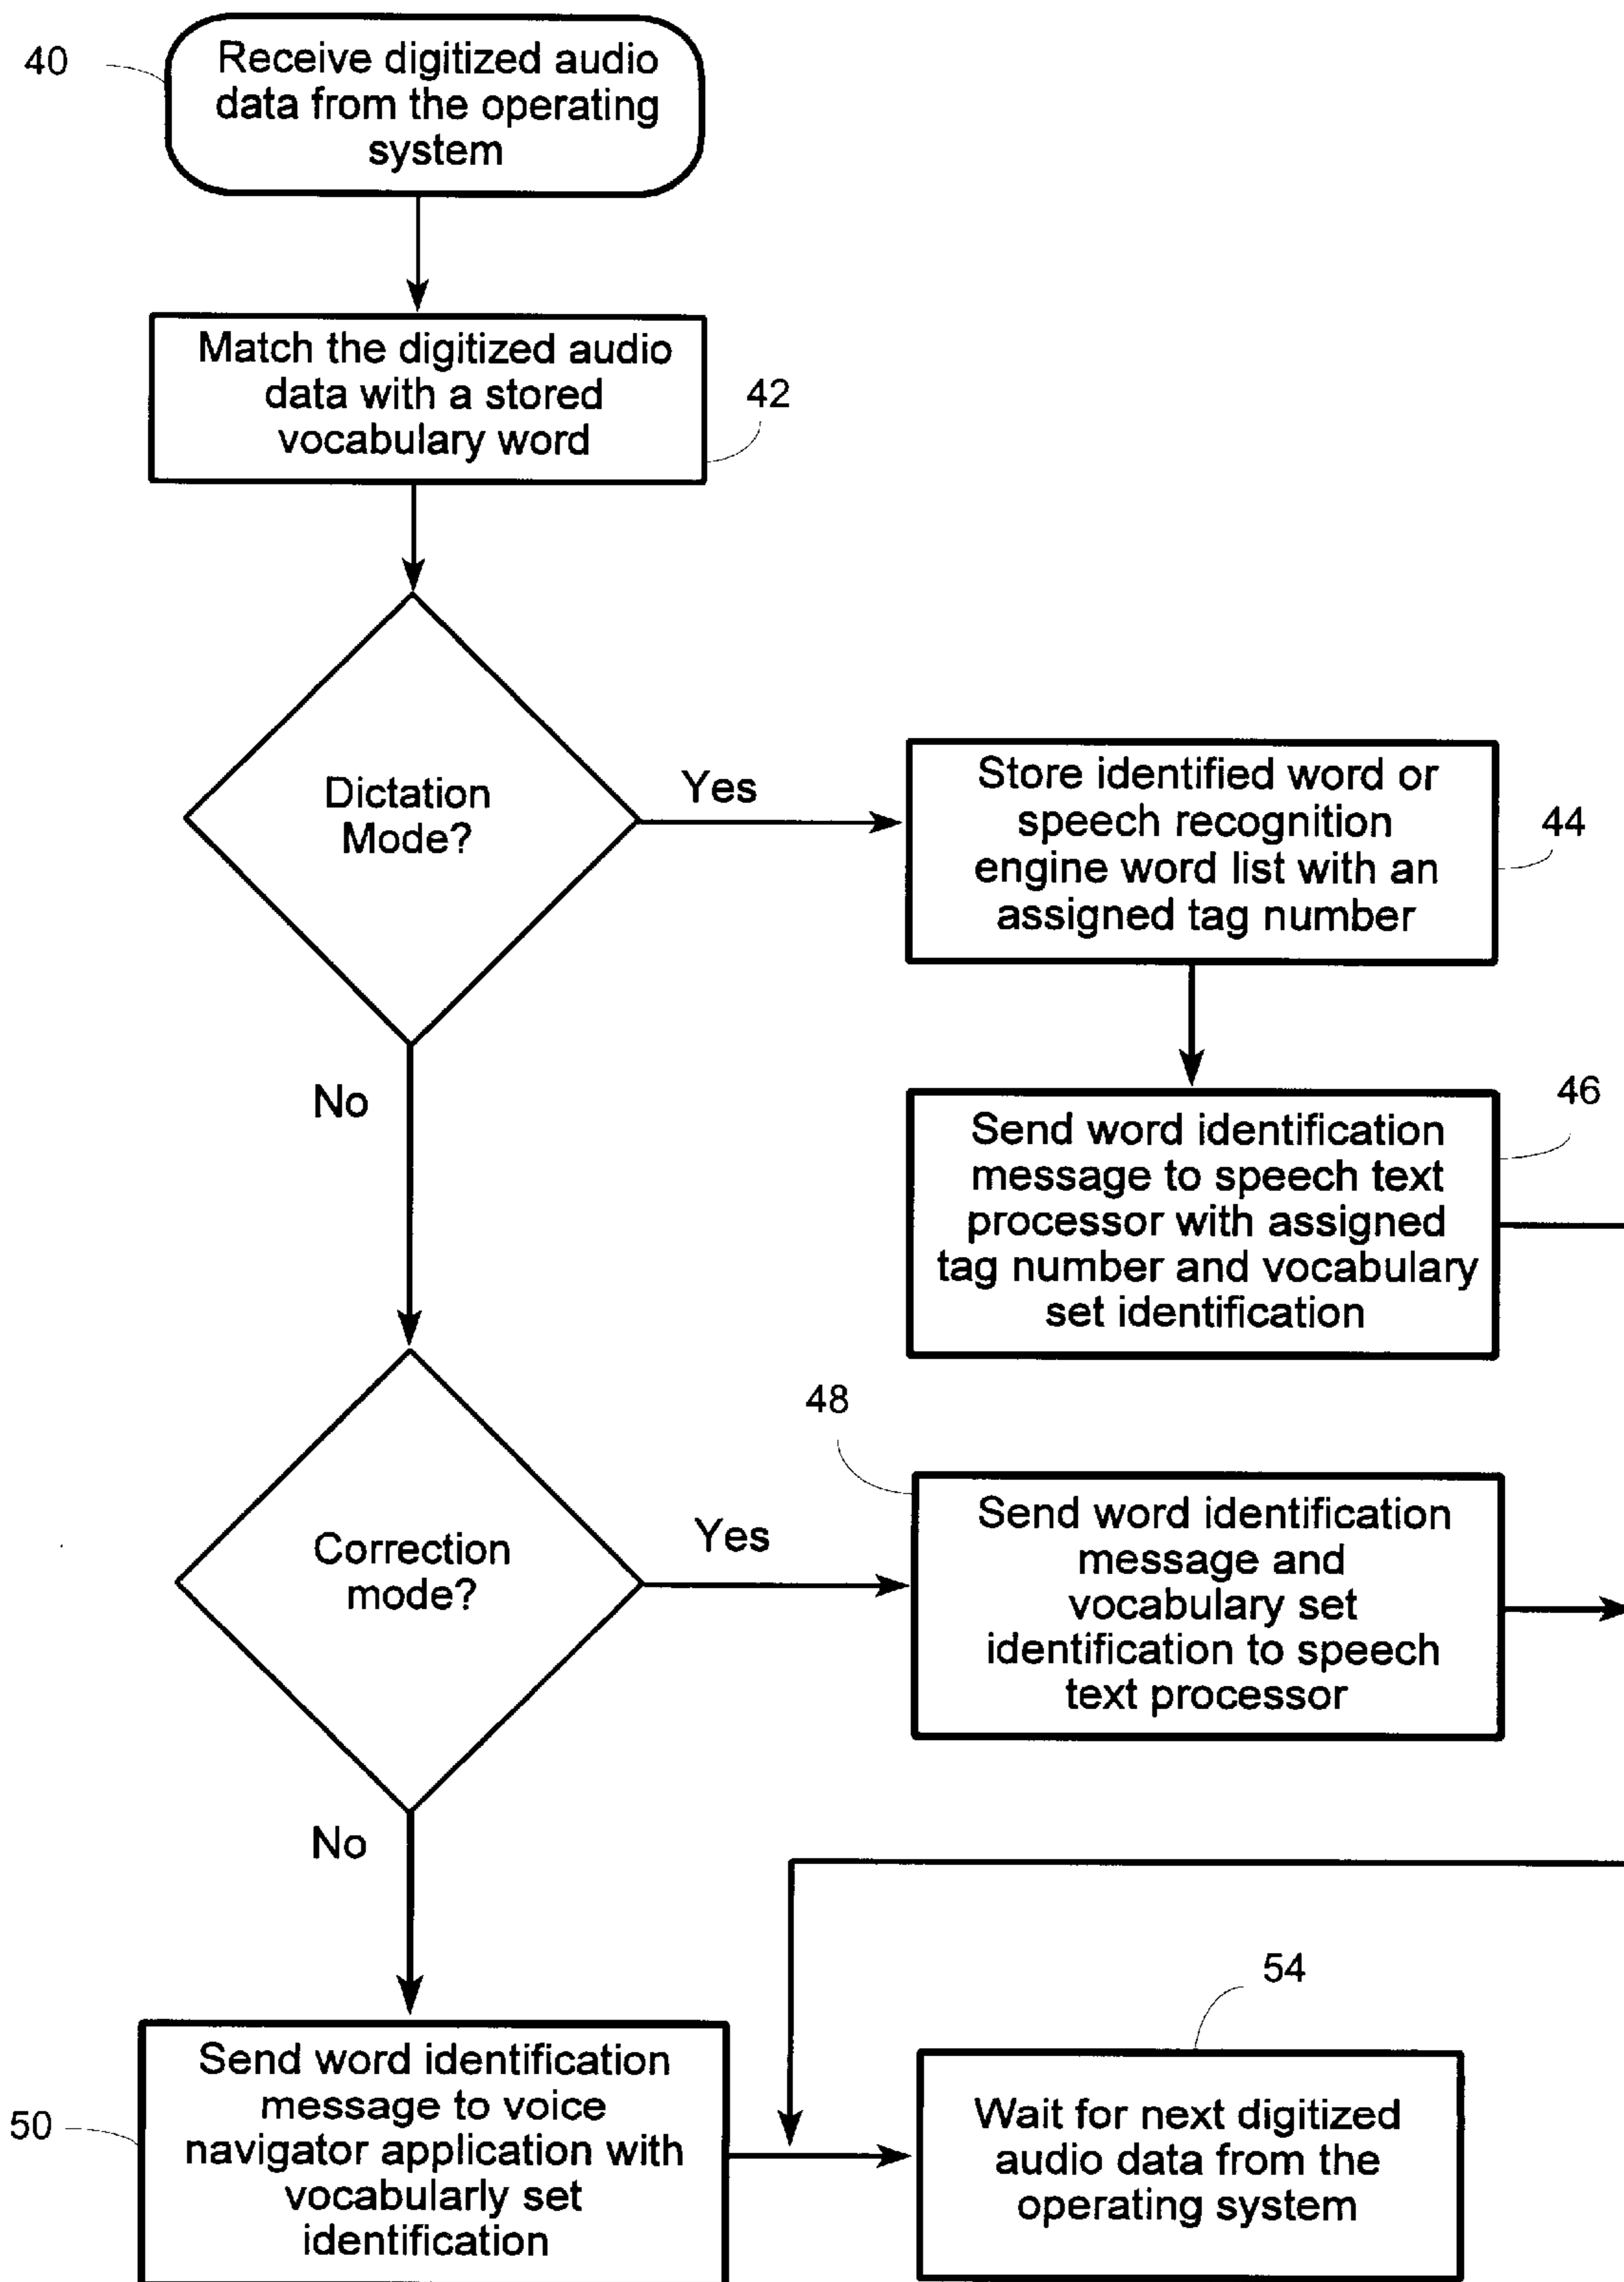 40
Receive digitized audio
data from the operating
system
Match the digitized audio
data with a stored
vocabulary word
42
Dictation
Mode?
Yes
Store identified word or
speech recognition
engine word list with an
assigned tag number
44
No
46
Send word identification
message to speech text
processor with assigned
tag number and vocabulary
set identification
48
Correction
mode?
Yes
Send word identification
message and
vocabulary set
identification to speech
text processor
No
54
50
Send word identification
message to voice
navigator application with
vocabularly set
identification
Wait for next digitized
audio data from the
operating system